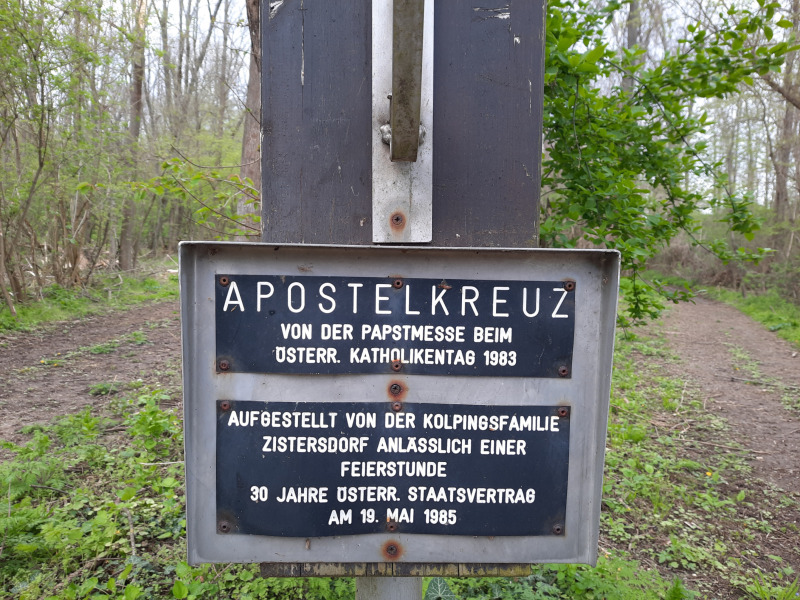 APOSTELKREUZ
VON DER PAPSTMESSE BEIM
ÖSTERR. KATHOLIKENTAG 1983
AUFGESTELLT VON DER KOLPINGSFAMILIE
ZISTERSDORF ANLÄSSLICH EINER
FEIERSTUNDE
30 JAHRE ÖSTERR. STAATSVERTRAG
AM 19. MAI 1985